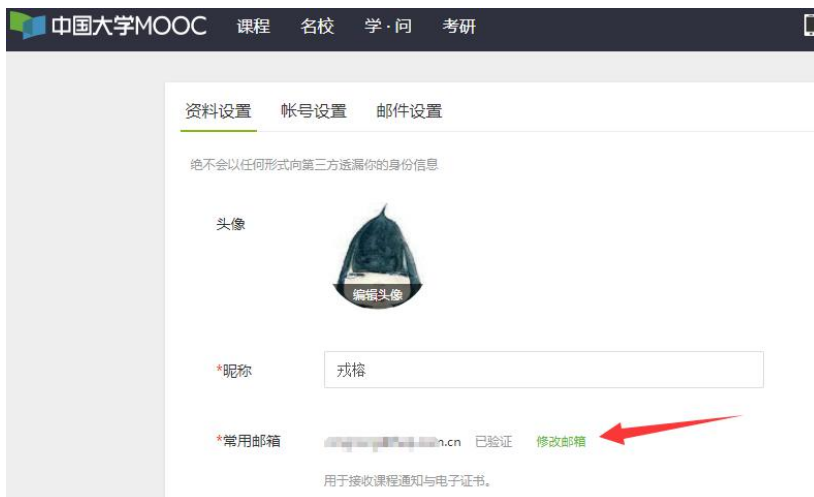 中国大学MOOC 课程 名校 学·问 考研
资料设置 帐号设置 邮件设置
绝不会以任何形式向第三方透漏你的身份信息
头像
编辑头像
*昵称 戎榕
*常用邮箱 n.cn 已验证 修改邮箱
用于接收课程通知与电子证书。